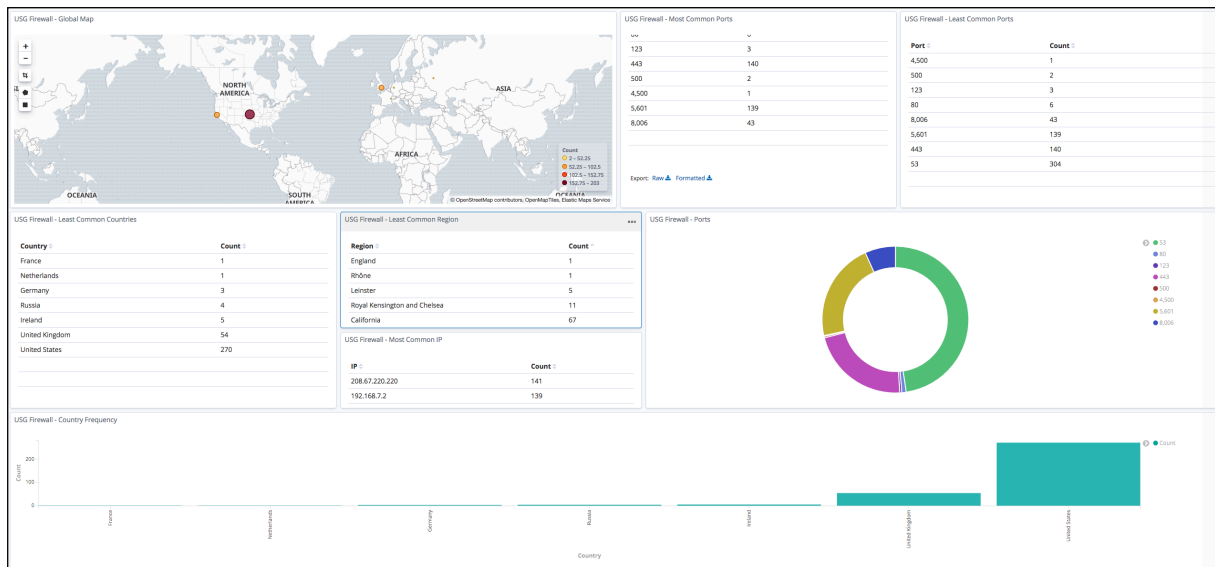 USG Firewall - Global Map
+
−
NORTH
AMERICA
ASIA
AFRICA
OCEANIA
SOUTH
AMERICA
OCEANIA
Count
2 – 52.25
52.25 – 102.5
102.5 – 152.75
152.75 – 203
© OpenStreetMap contributors, OpenMapTiles, Elastic Maps Service
USG Firewall - Most Common Ports
123 3
443 140
500 2
4,500 1
5,601 139
8,006 43
Export: Raw Formatted
USG Firewall - Least Common Ports
Port Count
4,500 1
500 2
123 3
80 6
8,006 43
5,601 139
443 140
53 304
USG Firewall - Least Common Countries
Country Count
France 1
Netherlands 1
Germany 3
Russia 4
Ireland 5
United Kingdom 54
United States 270
USG Firewall - Least Common Region
Region Count
England 1
Rhône 1
Leinster 5
Royal Kensington and Chelsea 11
California 67
USG Firewall - Most Common IP
IP Count
208.67.220.220 141
192.168.7.2 139
USG Firewall - Ports
53
80
123
443
500
4,500
5,601
8,006
USG Firewall - Country Frequency
Count
200
100
0
France
Netherlands
Germany
Russia
Ireland
United Kingdom
United States
Country
Count